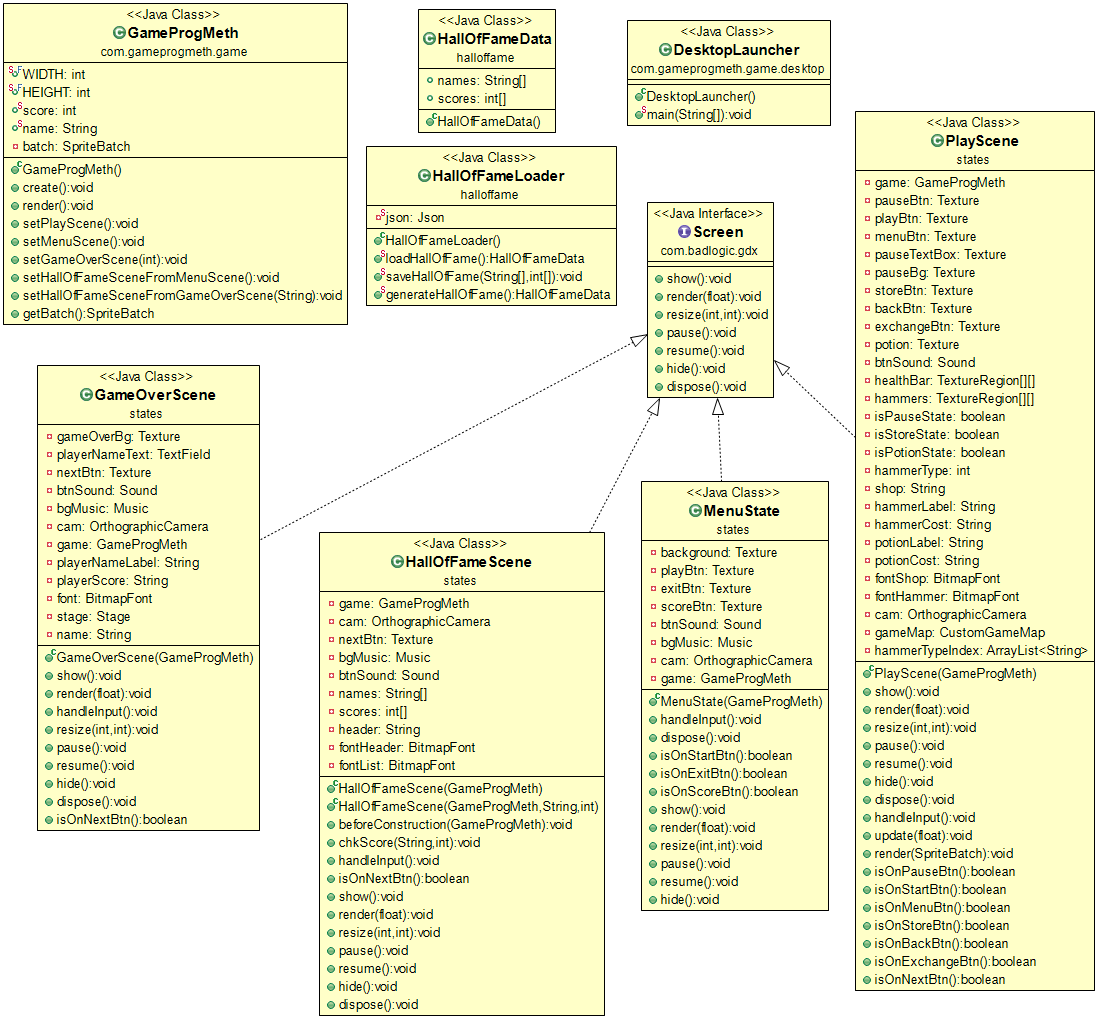 <<Java Class>>
GameProgMeth
com.gameprogmeth.game
WIDTH: int
HEIGHT: int
score: int
name: String
batch: SpriteBatch
GameProgMeth()
create():void
render():void
setPlayScene():void
setMenuScene():void
setGameOverScene(int):void
setHallOfFameSceneFromMenuScene():void
setHallOfFameSceneFromGameOverScene(String):void
getBatch():SpriteBatch
<<Java Class>>
HallOfFameData
halloffame
names: String[]
scores: int[]
HallOfFameData()
<<Java Class>>
DesktopLauncher
com.gameprogmeth.game.desktop
DesktopLauncher()
main(String[]):void
<<Java Class>>
HallOfFameLoader
halloffame
json: Json
HallOfFameLoader()
loadHallOfFame():HallOfFameData
saveHallOfFame(String[],int[]):void
generateHallOfFame():HallOfFameData
<<Java Interface>>
Screen
com.badlogic.gdx
show():void
render(float):void
resize(int,int):void
pause():void
resume():void
hide():void
dispose():void
<<Java Class>>
PlayScene
states
game: GameProgMeth
pauseBtn: Texture
playBtn: Texture
menuBtn: Texture
pauseTextBox: Texture
pauseBg: Texture
storeBtn: Texture
backBtn: Texture
exchangeBtn: Texture
potion: Texture
btnSound: Sound
healthBar: TextureRegion[][]
hammers: TextureRegion[][]
isPauseState: boolean
isStoreState: boolean
isPotionState: boolean
hammerType: int
shop: String
hammerLabel: String
hammerCost: String
potionLabel: String
potionCost: String
fontShop: BitmapFont
fontHammer: BitmapFont
cam: OrthographicCamera
gameMap: CustomGameMap
hammerTypeIndex: ArrayList<String>
PlayScene(GameProgMeth)
show():void
render(float):void
resize(int,int):void
pause():void
resume():void
hide():void
dispose():void
handleInput():void
update(float):void
render(SpriteBatch):void
isOnPauseBtn():boolean
isOnStartBtn():boolean
isOnMenuBtn():boolean
isOnStoreBtn():boolean
isOnBackBtn():boolean
isOnExchangeBtn():boolean
isOnNextBtn():boolean
<<Java Class>>
GameOverScene
states
gameOverBg: Texture
playerNameText: TextField
nextBtn: Texture
btnSound: Sound
bgMusic: Music
cam: OrthographicCamera
game: GameProgMeth
playerNameLabel: String
playerScore: String
font: BitmapFont
stage: Stage
name: String
GameOverScene(GameProgMeth)
show():void
render(float):void
handleInput():void
resize(int,int):void
pause():void
resume():void
hide():void
dispose():void
isOnNextBtn():boolean
<<Java Class>>
HallOfFameScene
states
game: GameProgMeth
cam: OrthographicCamera
nextBtn: Texture
bgMusic: Music
btnSound: Sound
names: String[]
scores: int[]
header: String
fontHeader: BitmapFont
fontList: BitmapFont
HallOfFameScene(GameProgMeth)
HallOfFameScene(GameProgMeth,String,int)
beforeConstruction(GameProgMeth):void
chkScore(String,int):void
handleInput():void
isOnNextBtn():boolean
show():void
render(float):void
resize(int,int):void
pause():void
resume():void
hide():void
dispose():void
<<Java Class>>
MenuState
states
background: Texture
playBtn: Texture
exitBtn: Texture
scoreBtn: Texture
btnSound: Sound
bgMusic: Music
cam: OrthographicCamera
game: GameProgMeth
MenuState(GameProgMeth)
handleInput():void
dispose():void
isOnStartBtn():boolean
isOnExitBtn():boolean
isOnScoreBtn():boolean
show():void
render(float):void
resize(int,int):void
pause():void
resume():void
hide():void